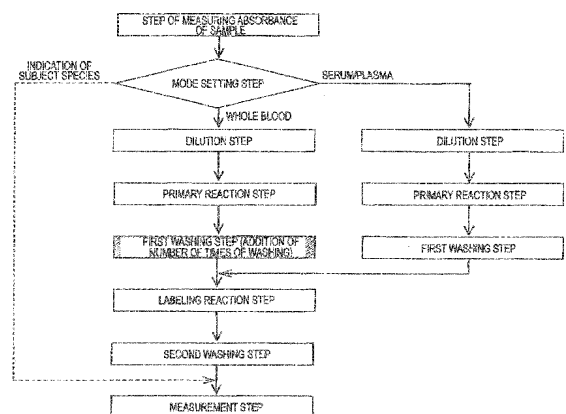 STEP OF MEASURING ABSORBANCE
OF SAMPLE
INDICATION OF
SUBJECT SPECIES
MODE SETTING STEP
SERUM/PLASMA
WHOLE BLOOD
DILUTION STEP
DILUTION STEP
PRIMARY REACTION STEP
PRIMARY REACTION STEP
FIRST WASHING STEP (ADDITION OF
NUMBER OF TIMES OF WASHING)
FIRST WASHING STEP
LABELING REACTION STEP
SECOND WASHING STEP
MEASUREMENT STEP